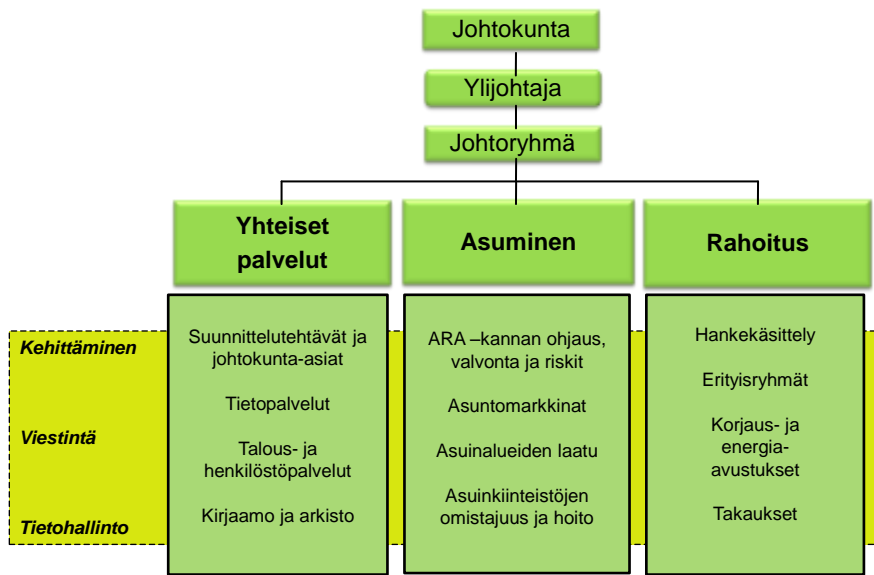 Johtokunta
Ylijohtaja
Johtoryhmä
Yhteiset
palvelut
Asuminen
Rahoitus
Kehittäminen
Viestintä
Tietohallinto
Suunnittelutehtävät ja
johtokunta-asiat
Tietopalvelut
Talous- ja
henkilöstöpalvelut
Kirjaamo ja arkisto
ARA –kannan ohjaus,
valvonta ja riskit
Asuntomarkkinat
Asuinalueiden laatu
Asuinkiinteistöjen
omistajuus ja hoito
Hankekäsittely
Erityisryhmät
Korjaus- ja
energia-
avustukset
Takaukset